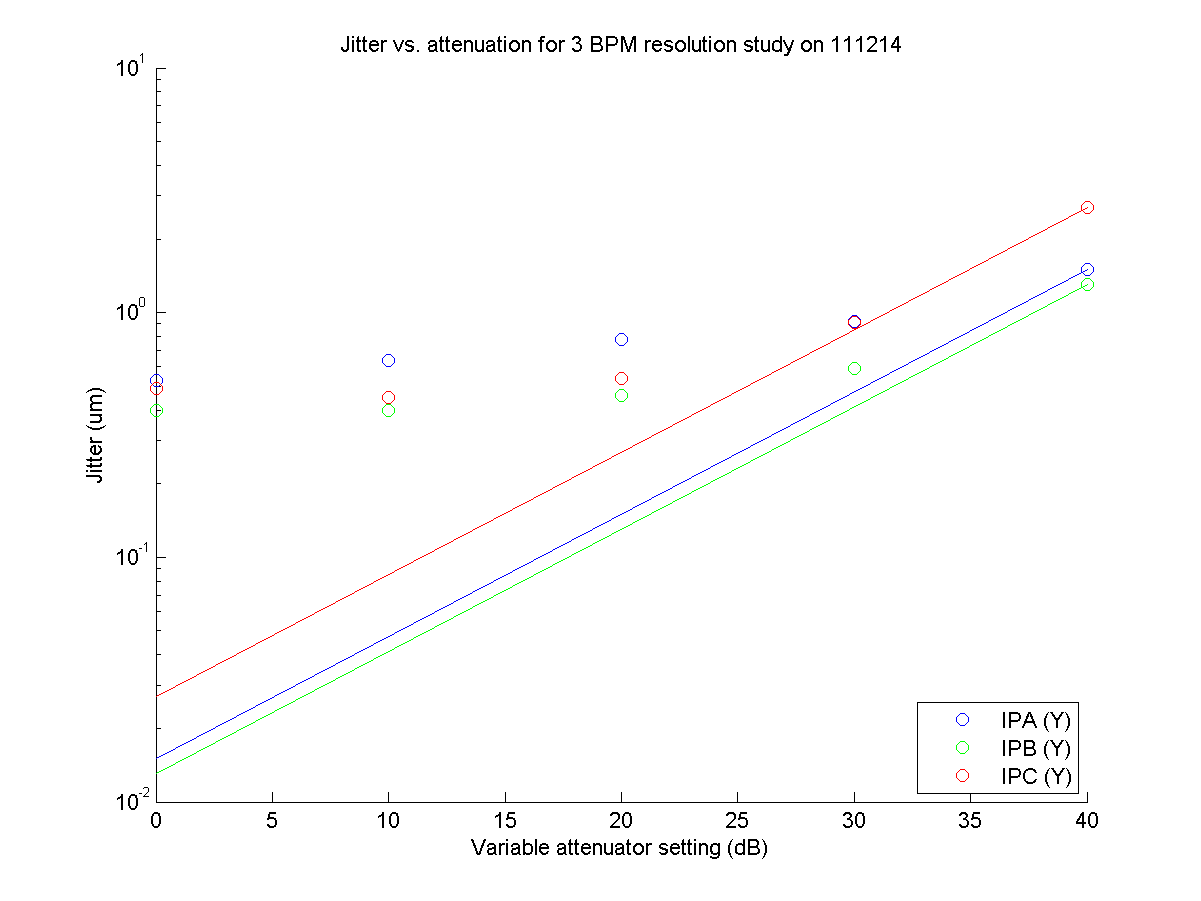 Jitter vs. attenuation for 3 BPM resolution study on 111214
10^1
10^0
10^-1
10^-2
Jitter (um)
0 5 10 15 20 25 30 35 40
Variable attenuator setting (dB)
IPA (Y)
IPB (Y)
IPC (Y)